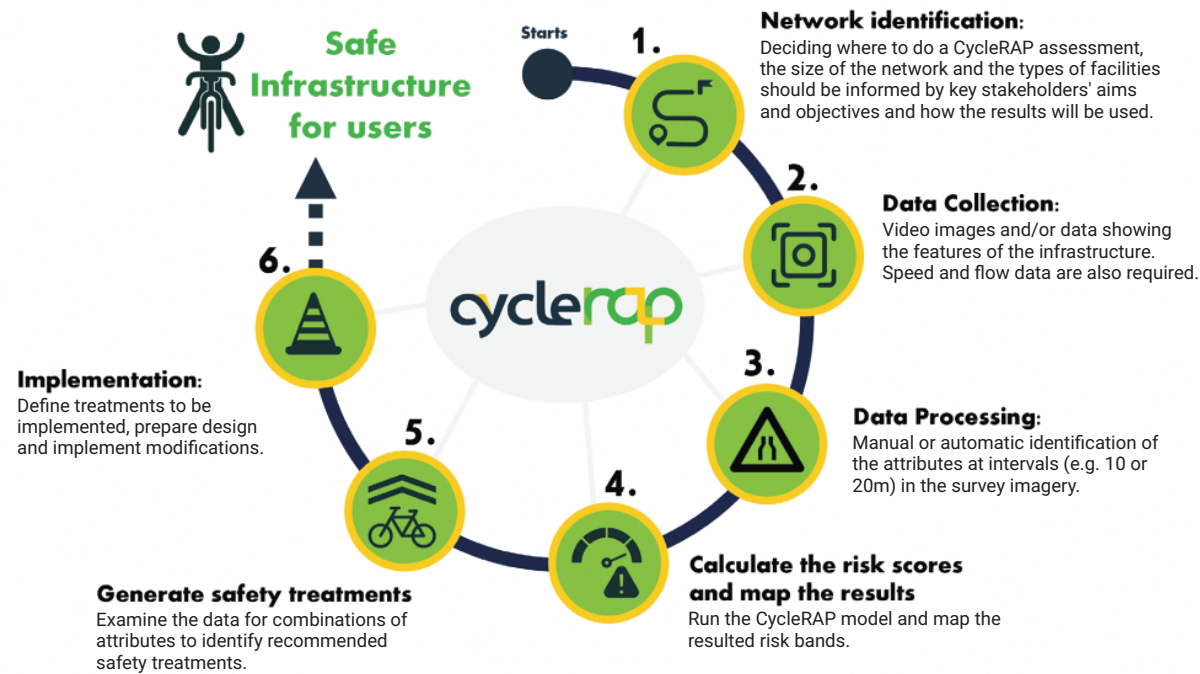 Safe
Infrastructure
for users
Starts
1.
Network identification:
Deciding where to do a CycleRAP assessment,
the size of the network and the types of facilities
should be informed by key stakeholders' aims
and objectives and how the results will be used.
2.
Data Collection:
Video images and/or data showing
the features of the infrastructure.
Speed and flow data are also required.
3.
Data Processing:
Manual or automatic identification of
the attributes at intervals (e.g. 10 or
20m) in the survey imagery.
4.
Calculate the risk scores
and map the results
Run the CycleRAP model and map the
resulted risk bands.
5.
Generate safety treatments
Examine the data for combinations of
attributes to identify recommended
safety treatments.
6.
Implementation:
Define treatments to be
implemented, prepare design
and implement modifications.
cyclerap